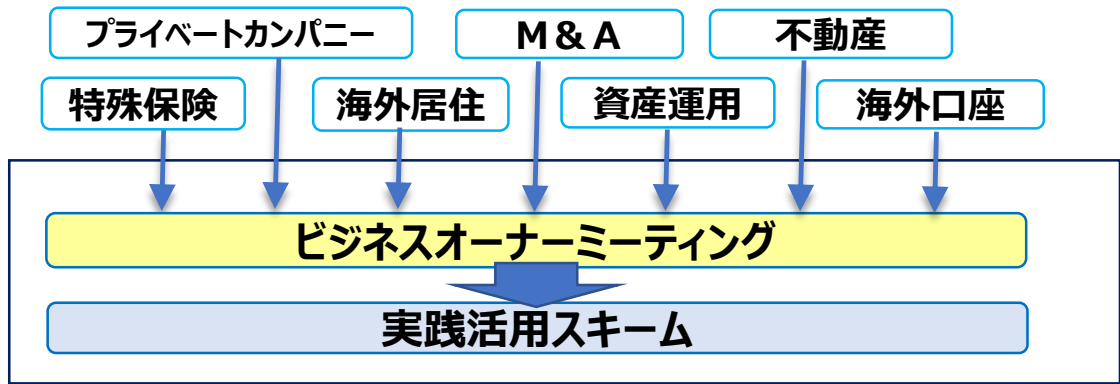 プライベートカンパニー
M&A
不動産
特殊保険
海外居住
資産運用
海外口座
ビジネスオーナーミーティング
実践活用スキーム